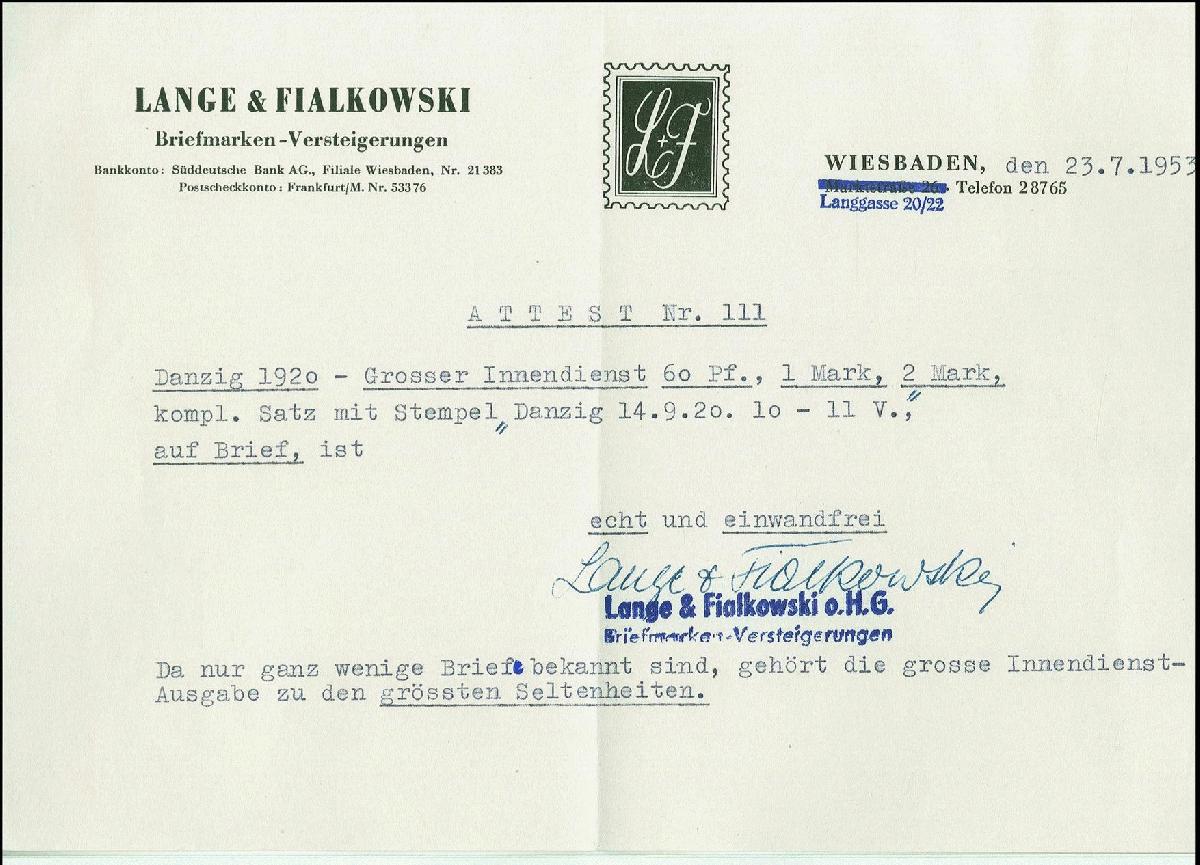 LANGE & FIALKOWSKI
Briefmarken-Versteigerungen
Bankkonto: Süddeutsche Bank AG., Filiale Wiesbaden, Nr. 21383
Postscheckkonto: Frankfurt/M. Nr. 53376
L+F
WIESBADEN, den 23.7.1953
Marktstraße 26 · Telefon 28765
Langgasse 20/22
A T T E S T Nr. 111
Danzig 192o - Grosser Innendienst 6o Pf., 1 Mark, 2 Mark,
kompl. Satz mit Stempel „Danzig 14.9.2o. 1o - 11 V.,"
auf Brief, ist
echt und einwandfrei
Lange & Fialkowski
Lange & Fialkowski o.H.G.
Briefmarken-Versteigerungen
Da nur ganz wenige Briefe bekannt sind, gehört die grosse Innendienst-
Ausgabe zu den grössten Seltenheiten.